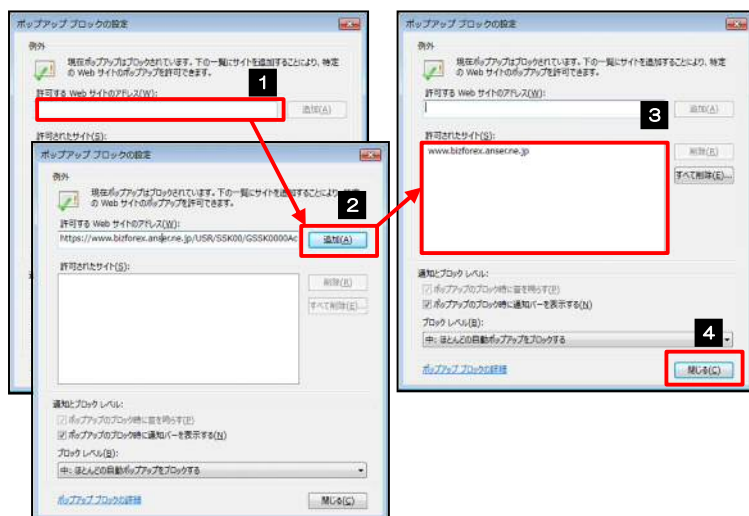 ポップアップ ブロックの設定
例外
現在ポップアップはブロックされています。下の一覧にサイトを追加することにより、特定
の Web サイトのポップアップを許可できます。
1
許可する Web サイトのアドレス(W):
追加(A)
許可されたサイト(S):
ポップアップ ブロックの設定
例外
現在ポップアップはブロックされています。下の一覧にサイトを追加することにより、
の Web サイトのポップアップを許可できます。
2
許可する Web サイトのアドレス(W):
https://www.bizforex.anser.ne.jp/USR/SSK00/GSSK0000Ac
追加(A)
許可されたサイト(S):
削除(R)
すべて削除(E)...
通知とブロック レベル:
ポップアップのブロック時に音を鳴らす(P)
ポップアップのブロック時に通知バーを表示する(N)
ブロック レベル(B):
中: ほとんどの自動ポップアップをブロックする
ポップアップ ブロックの詳細
閉じる(C)
ポップアップ ブロックの設定
例外
現在ポップアップはブロックされています。下の一覧にサイトを追加することにより、特定
の Web サイトのポップアップを許可できます。
許可する Web サイトのアドレス(W):
3
追加(A)
許可されたサイト(S):
www.bizforex.anser.ne.jp
削除(R)
すべて削除(E)...
通知とブロック レベル:
ポップアップのブロック時に音を鳴らす(P)
ポップアップのブロック時に通知バーを表示する(N)
ブロック レベル(B):
4
中: ほとんどの自動ポップアップをブロックする
ポップアップ ブロックの詳細
閉じる(C)